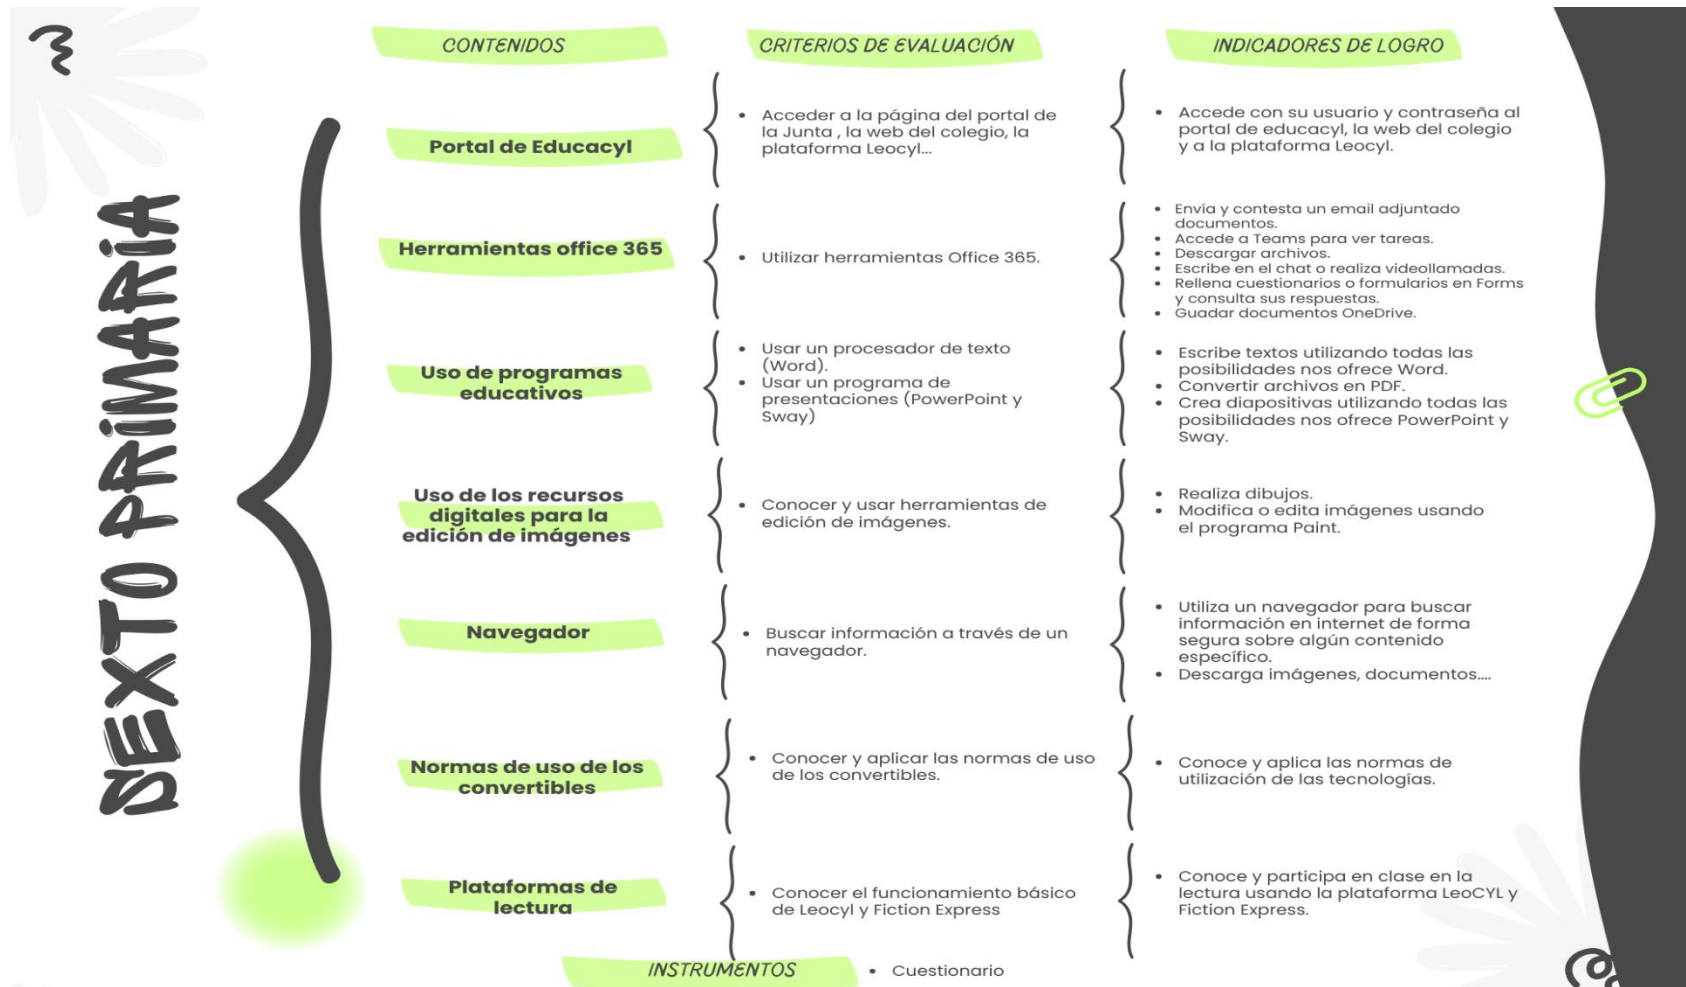 SEXTO PRIMARIA
CONTENIDOS
CRITERIOS DE EVALUACIÓN
INDICADORES DE LOGRO
Portal de Educacyl
• Acceder a la página del portal de
la Junta , la web del colegio, la
plataforma Leocyl...
• Accede con su usuario y contraseña al
portal de educacyl, la web del colegio
y a la plataforma Leocyl.
Herramientas office 365
• Utilizar herramientas Office 365.
• Envía y contesta un email adjuntado
documentos.
• Accede a Teams para ver tareas.
• Descargar archivos.
• Escribe en el chat o realiza videollamadas.
• Rellena cuestionarios o formularios en Forms
y consulta sus respuestas.
• Guadar documentos OneDrive.
Uso de programas
educativos
• Usar un procesador de texto
(Word).
• Usar un programa de
presentaciones (PowerPoint y
Sway)
• Escribe textos utilizando todas las
posibilidades nos ofrece Word.
• Convertir archivos en PDF.
• Crea diapositivas utilizando todas las
posibilidades nos ofrece PowerPoint y
Sway.
Uso de los recursos
digitales para la
edición de imágenes
• Conocer y usar herramientas de
edición de imágenes.
• Realiza dibujos.
• Modifica o edita imágenes usando
el programa Paint.
Navegador
• Buscar información a través de un
navegador.
• Utiliza un navegador para buscar
información en internet de forma
segura sobre algún contenido
específico.
• Descarga imágenes, documentos....
Normas de uso de los
convertibles
• Conocer y aplicar las normas de uso
de los convertibles.
• Conoce y aplica las normas de
utilización de las tecnologías.
Plataformas de
lectura
• Conocer el funcionamiento básico
de Leocyl y Fiction Express
• Conoce y participa en clase en la
lectura usando la plataforma LeoCYL y
Fiction Express.
INSTRUMENTOS
• Cuestionario